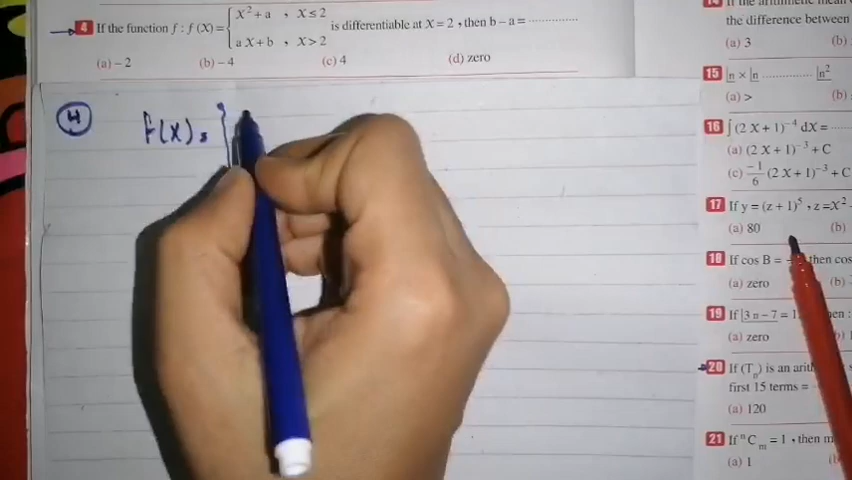 4 If the function f : f (X) = { X² + a , X ≤ 2
a X + b , X > 2 is differentiable at X = 2 , then b – a = ··············
(a) – 2 (b) – 4 (c) 4 (d) zero
4 f(x) = {
the difference between
(a) 3 (b)
15 |n × |n ·············· |n²
(a) > (b)
16 ∫ (2 X + 1)⁻⁴ dX =
(a) (2 X + 1)⁻³ + C
(c) –1/6 (2 X + 1)⁻³ + C
17 If y = (z + 1)⁵ , z = X²
(a) 80 (b)
18 If cos B = then cos
(a) zero (b)
19 If |3 n – 7 = 1
(a) zero
20 If (Tₙ) is an arit
first 15 terms =
(a) 120
21 If ⁿCₘ = 1 , then m
(a) 1